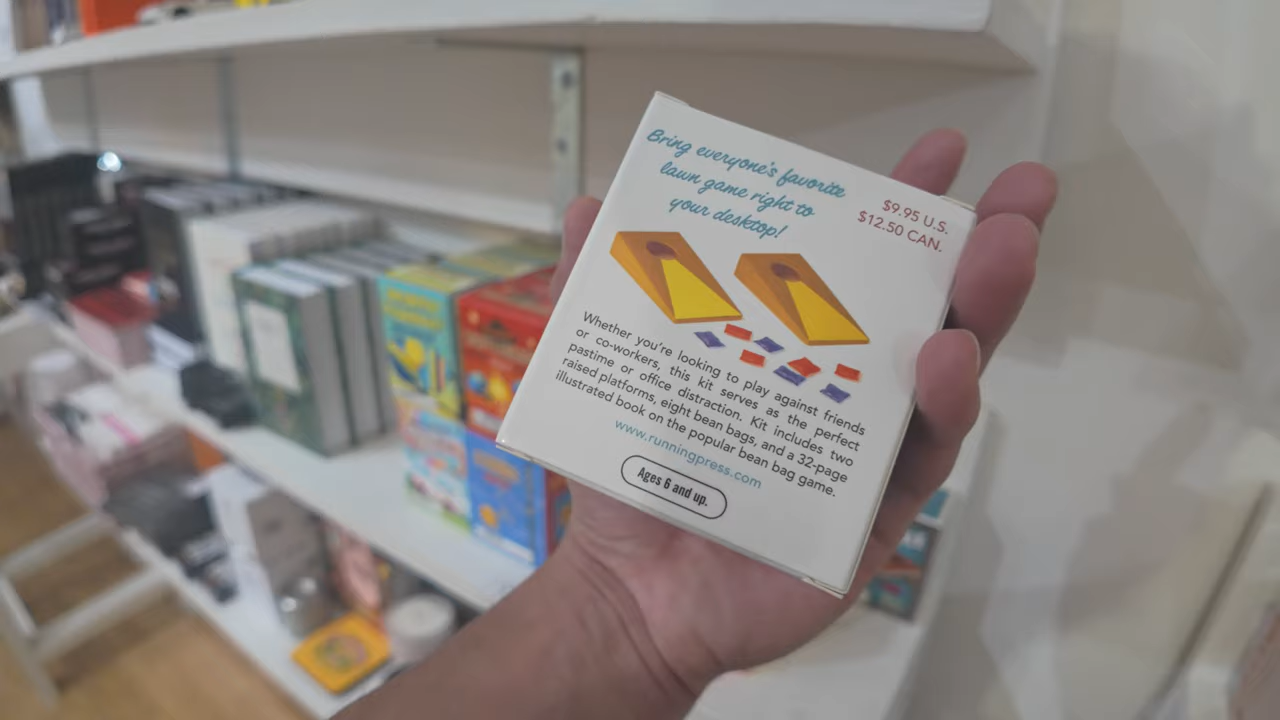 Bring everyone's favorite
lawn game right to
your desktop!
$9.95 U.S.
$12.50 CAN.
Whether you're looking to play against friends
or co-workers, this kit serves as the perfect
pastime or office distraction. Kit includes two
raised platforms, eight bean bags, and a 32-page
illustrated book on the popular bean bag game.
www.runningpress.com
Ages 6 and up.